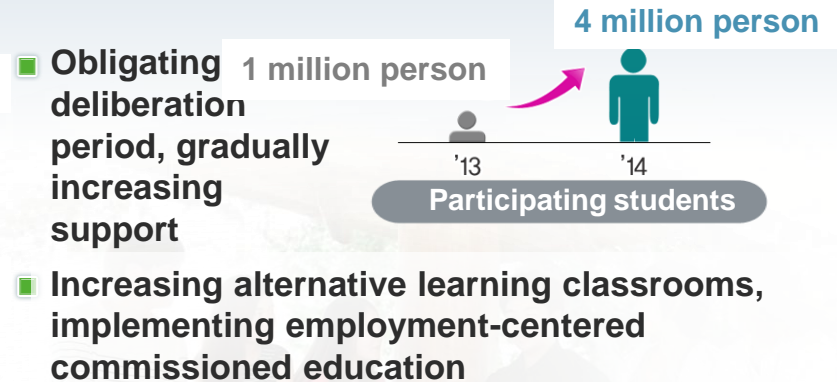 4 million person
Obligating
1 million person
deliberation
period, gradually
increasing
support
'13
'14
Participating students
Increasing alternative learning classrooms,
implementing employment-centered
commissioned education